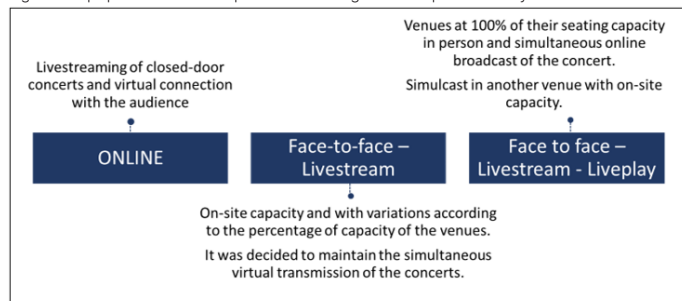 Venues at 100% of their seating capacity
in person and simultaneous online
broadcast of the concert.
Simulcast in another venue with on-site
capacity.
Livestreaming of closed-door
concerts and virtual connection
with the audience
ONLINE
Face-to-face –
Livestream
Face to face –
Livestream - Liveplay
On-site capacity and with variations according
to the percentage of capacity of the venues.
It was decided to maintain the simultaneous
virtual transmission of the concerts.